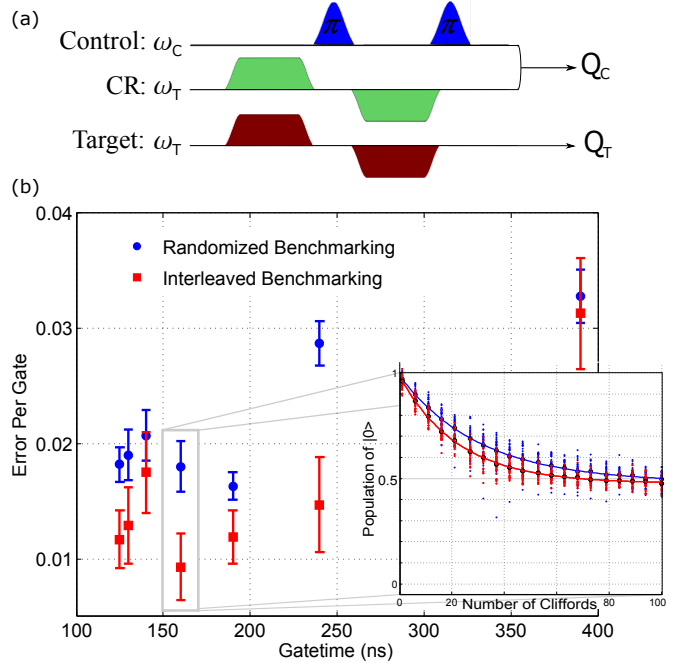 (a)
π π
Control: ω_C
CR: ω_T
Q_C
Target: ω_T
Q_T
(b)
0.04
Randomized Benchmarking
Interleaved Benchmarking
0.03
0.02
0.01
Error Per Gate
100 150 200 250 300 350 400
Gatetime (ns)
1
0.5
0
Population of |0>
0 20 40 60 80 100
Number of Cliffords